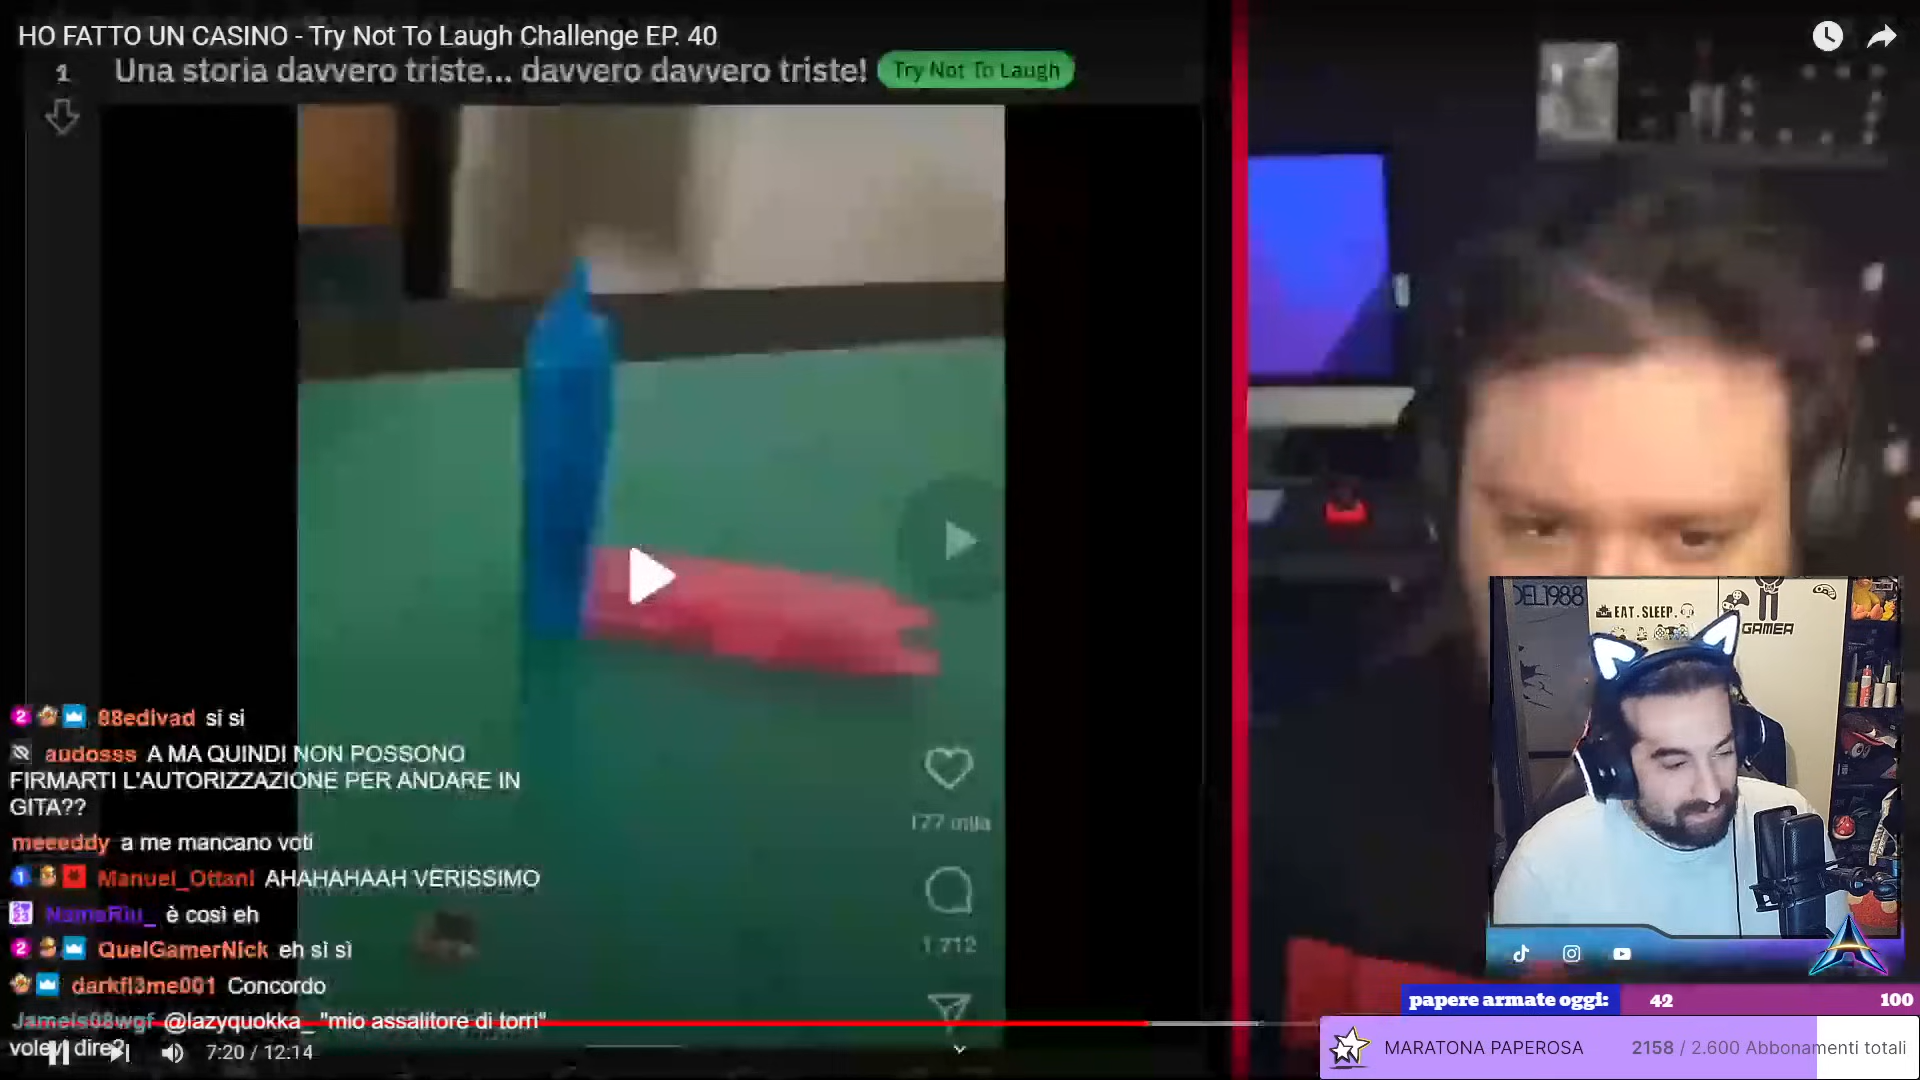 HO FATTO UN CASINO - Try Not To Laugh Challenge EP. 40
1
Una storia davvero triste... davvero davvero triste!
Try Not To Laugh
DEL1988
EAT.SLEEP.
GAMER
88edivad si si
audosss A MA QUINDI NON POSSONO
FIRMARTI L'AUTORIZZAZIONE PER ANDARE IN
GITA??
meeeddy a me mancano voti
Manuel_Ottani AHAHAHAAH VERISSIMO
NamaRiu_ è così eh
QuelGamerNick eh sì sì
darkfl3me001 Concordo
Jameis08wgf @lazyquokka_ "mio assalitore di torri"
volevi dire?
177 mila
1.712
7:20 / 12:14
papere armate oggi: 42 100
MARATONA PAPEROSA 2158 / 2.600 Abbonamenti totali